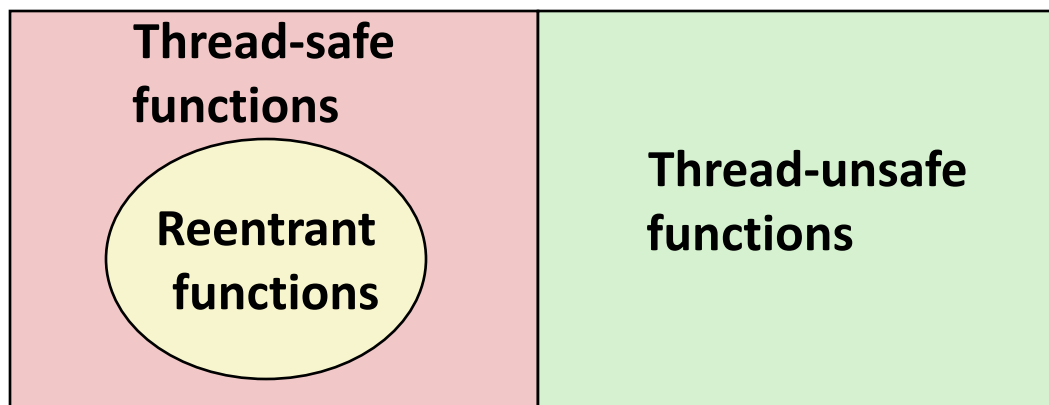 Thread-safe
functions
Reentrant
functions
Thread-unsafe
functions